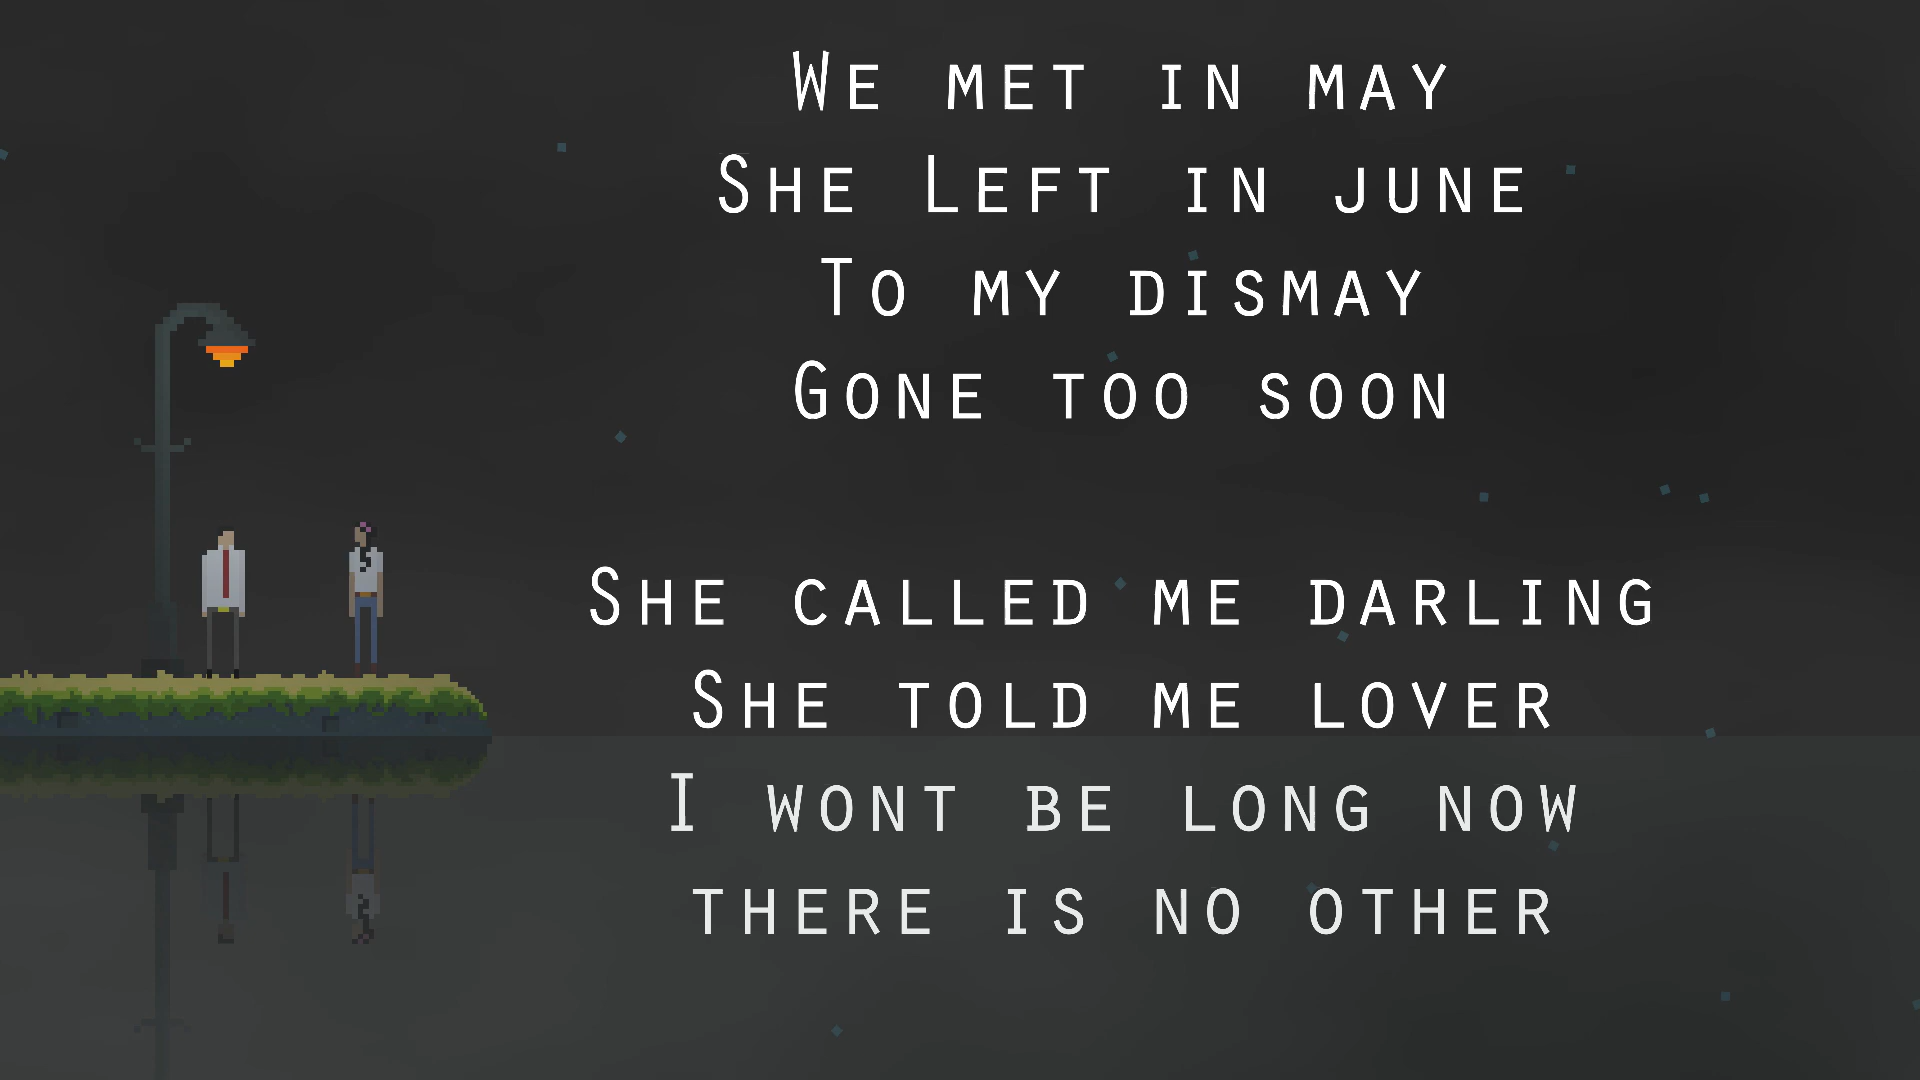 We met in may
She Left in june
To my dismay
Gone too soon
She called me darling
She told me lover
I wont be long now
there is no other